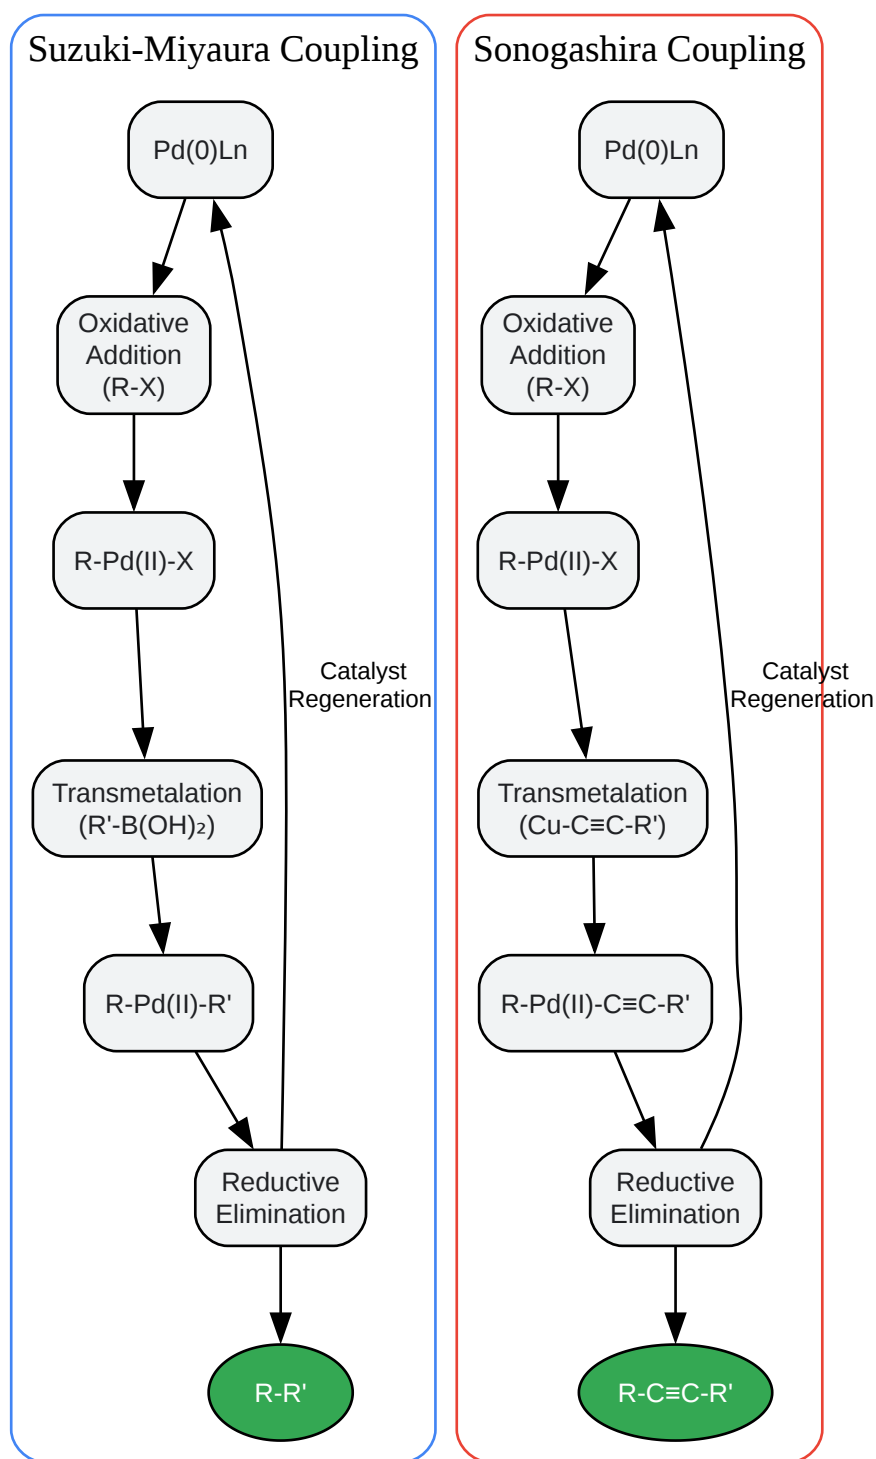 Suzuki-Miyaura Coupling
Pd(0)Ln
Oxidative
Addition
(R-X)
R-Pd(II)-X
Catalyst
Regeneration
Transmetalation
(R'-B(OH)₂)
R-Pd(II)-R'
Reductive
Elimination
R-R'
Sonogashira Coupling
Pd(0)Ln
Oxidative
Addition
(R-X)
R-Pd(II)-X
Catalyst
Regeneration
Transmetalation
(Cu-C≡C-R')
R-Pd(II)-C≡C-R'
Reductive
Elimination
R-C≡C-R'